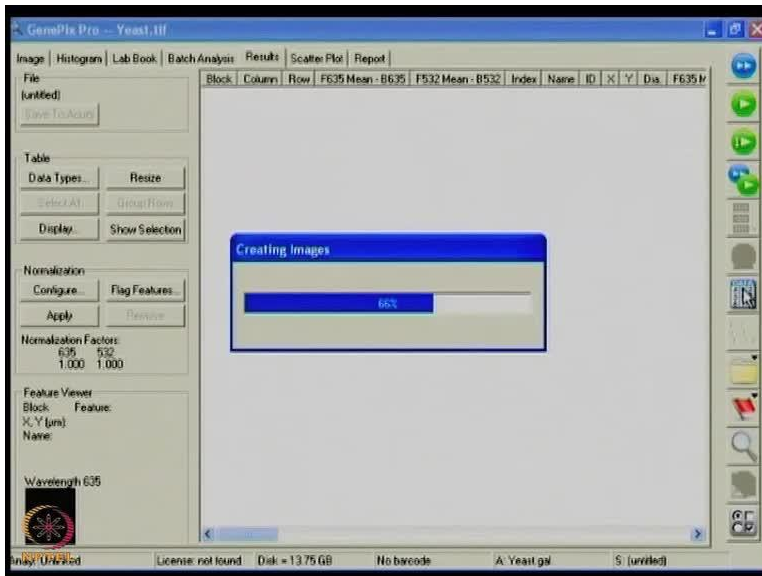 GenePix Pro -- Yeast.tif
Image Histogram Lab Book Batch Analysis Results Scatter Plot Report
File
(untitled)
Save To Acuity
Block Column Row F635 Mean - B635 F532 Mean - B532 Index Name ID X Y Dia. F635 M
Table
Data Types... Resize
Select All Group Rows
Display... Show Selection
Creating Images
66%
Normalization
Configure... Flag Features...
Apply Remove
Normalization Factors:
635 532
1.000 1.000
Feature Viewer
Block Feature:
X, Y (µm):
Name:
Wavelength 635
NPTEL
Array: Unlinked License: not found Disk = 13.75 GB No barcode A: Yeast.gal S: (untitled)